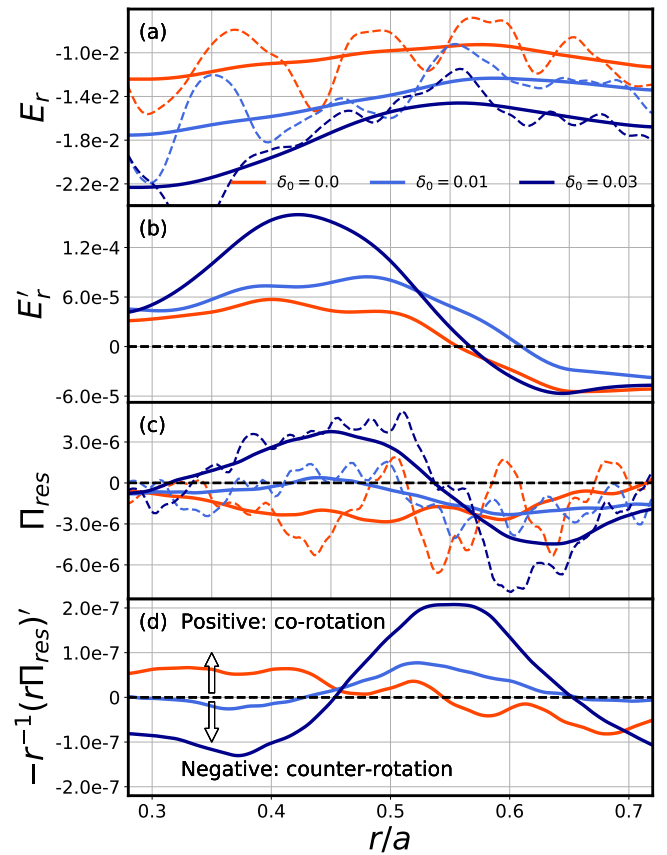 (a)
-1.0e-2
-1.4e-2
-1.8e-2
-2.2e-2
E_r
δ₀ = 0.0
δ₀ = 0.01
δ₀ = 0.03
(b)
1.2e-4
6.0e-5
0
-6.0e-5
E_r′
(c)
3.0e-6
0
-3.0e-6
-6.0e-6
Π_res
(d)
Positive: co-rotation
2.0e-7
1.0e-7
0
-1.0e-7
-2.0e-7
−r⁻¹(rΠ_res)′
Negative: counter-rotation
0.3
0.4
0.5
0.6
0.7
r/a